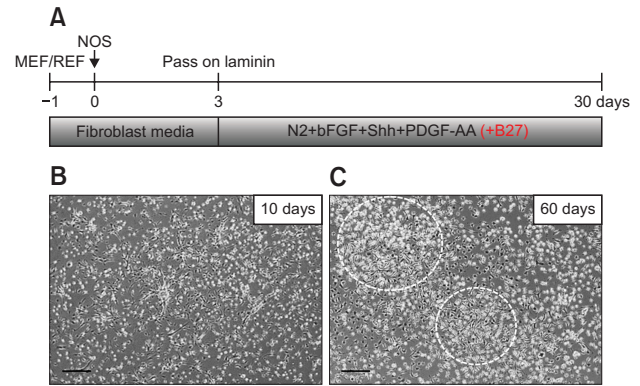 A
NOS
MEF/REF
Pass on laminin
−1
0
3
30 days
Fibroblast media
N2+bFGF+Shh+PDGF-AA (+B27)
B
10 days
C
60 days